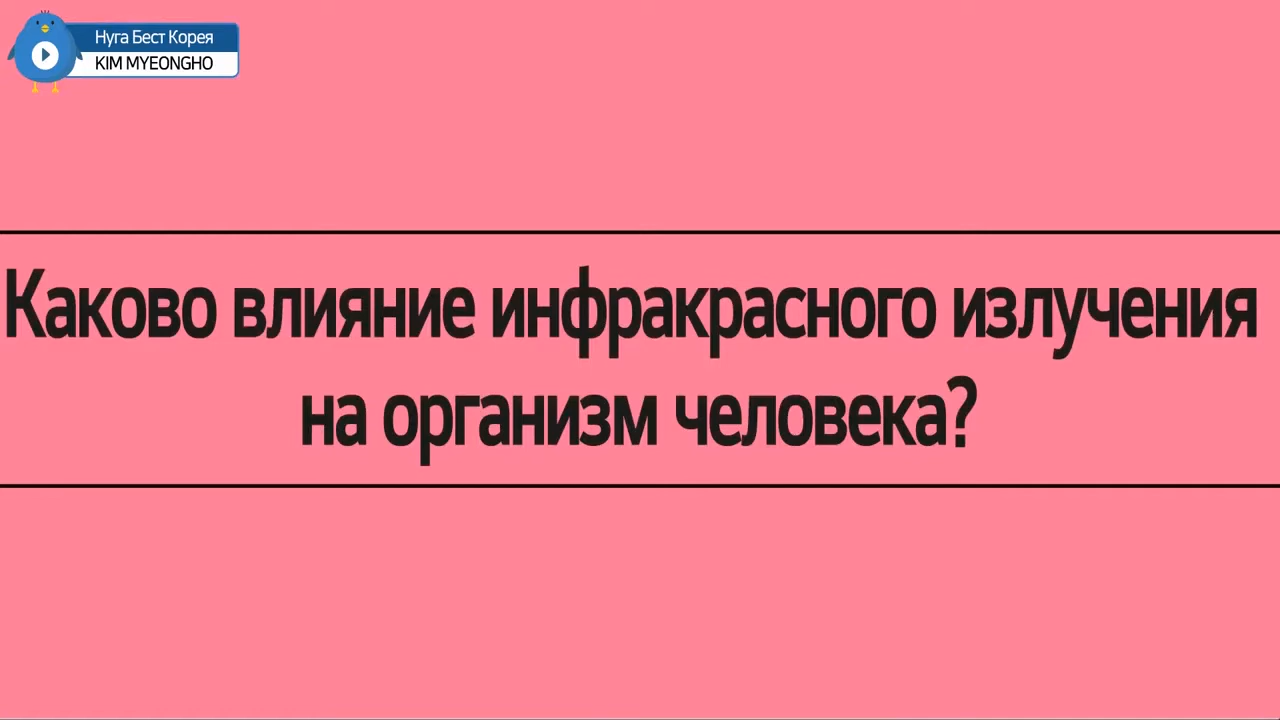 Нуга Бест Корея
KIM MYEONGHO
Каково влияние инфракрасного излучения
на организм человека?